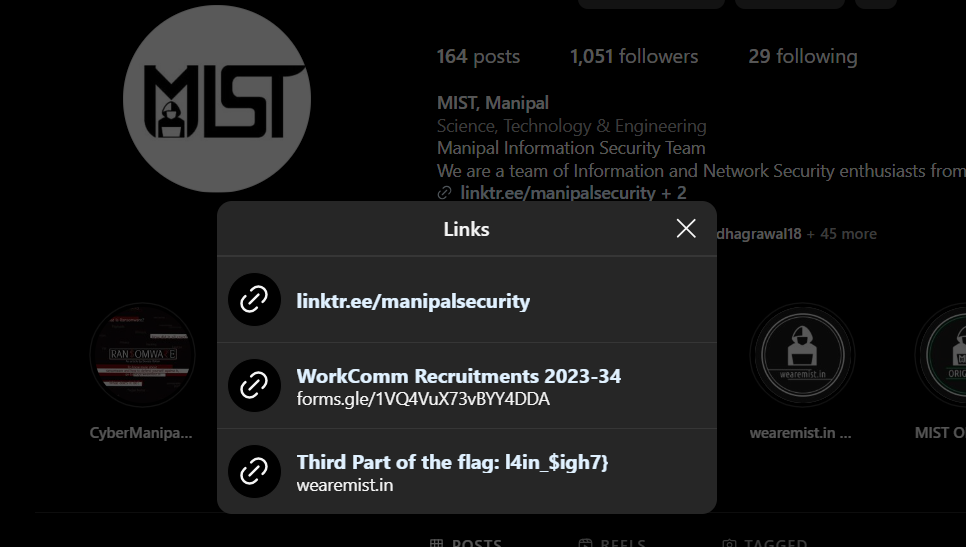 MIST
164 posts 1,051 followers 29 following
MIST, Manipal
Science, Technology & Engineering
Manipal Information Security Team
We are a team of Information and Network Security enthusiasts from
linktr.ee/manipalsecurity + 2
dhagrawal18 + 45 more
Links
linktr.ee/manipalsecurity
WorkComm Recruitments 2023-34
forms.gle/1VQ4VuX73vBYY4DDA
Third Part of the flag: l4in_$igh7}
wearemist.in
RANSOMWARE
wearemist.in
ORIG
CyberManipa...
wearemist.in ...
MIST O
POSTS REELS TAGGED